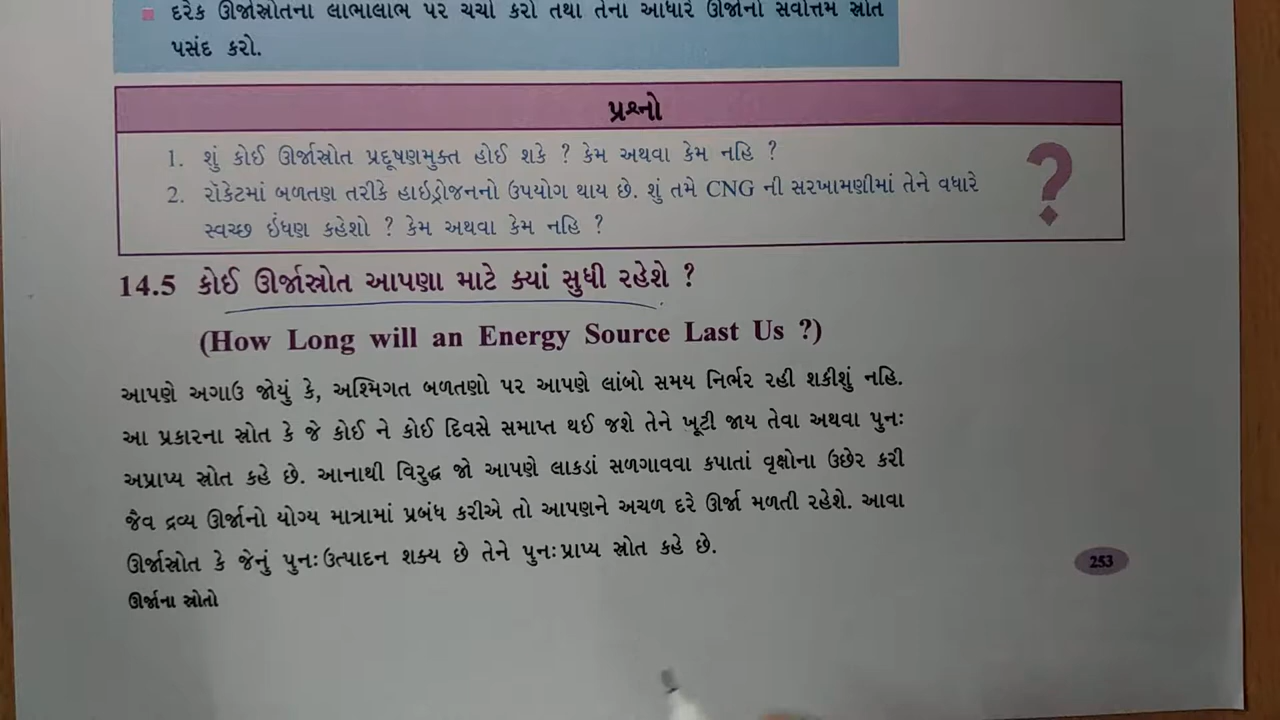 દરેક ઊર્જાસ્રોતના લાભાલાભ પર ચર્ચા કરો તથા તેના આધારે ઊર્જાનો સર્વોત્તમ સ્રોત
પસંદ કરો.
પ્રશ્નો
1. શું કોઈ ઊર્જાસ્રોત પ્રદૂષણમુક્ત હોઈ શકે ? કેમ અથવા કેમ નહિ ?
2. રૉકેટમાં બળતણ તરીકે હાઇડ્રોજનનો ઉપયોગ થાય છે. શું તમે CNG ની સરખામણીમાં તેને વધારે
સ્વચ્છ ઇંધણ કહેશો ? કેમ અથવા કેમ નહિ ?
?
14.5 કોઈ ઊર્જાસ્રોત આપણા માટે ક્યાં સુધી રહેશે ?
(How Long will an Energy Source Last Us ?)
આપણે અગાઉ જોયું કે, અશ્મિગત બળતણો પર આપણે લાંબો સમય નિર્ભર રહી શકીશું નહિ.
આ પ્રકારના સ્રોત કે જે કોઈ ને કોઈ દિવસે સમાપ્ત થઈ જશે તેને ખૂટી જાય તેવા અથવા પુનઃ
અપ્રાપ્ય સ્રોત કહે છે. આનાથી વિરુદ્ધ જો આપણે લાકડાં સળગાવવા કપાતાં વૃક્ષોના ઉછેર કરી
જૈવ દ્રવ્ય ઊર્જાનો યોગ્ય માત્રામાં પ્રબંધ કરીએ તો આપણને અચળ દરે ઊર્જા મળતી રહેશે. આવા
ઊર્જાસ્રોત કે જેનું પુનઃઉત્પાદન શક્ય છે તેને પુનઃપ્રાપ્ય સ્રોત કહે છે.
253
ઊર્જાના સ્રોતો